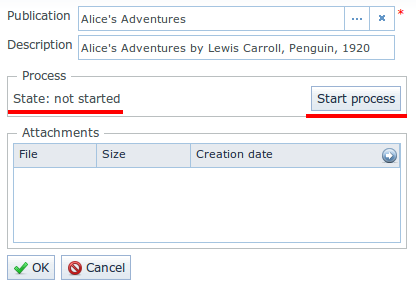 Publication Alice's Adventures ... *
Description Alice's Adventures by Lewis Carroll, Penguin, 1920
Process
State: not started Start process
Attachments
File Size Creation date
OK Cancel